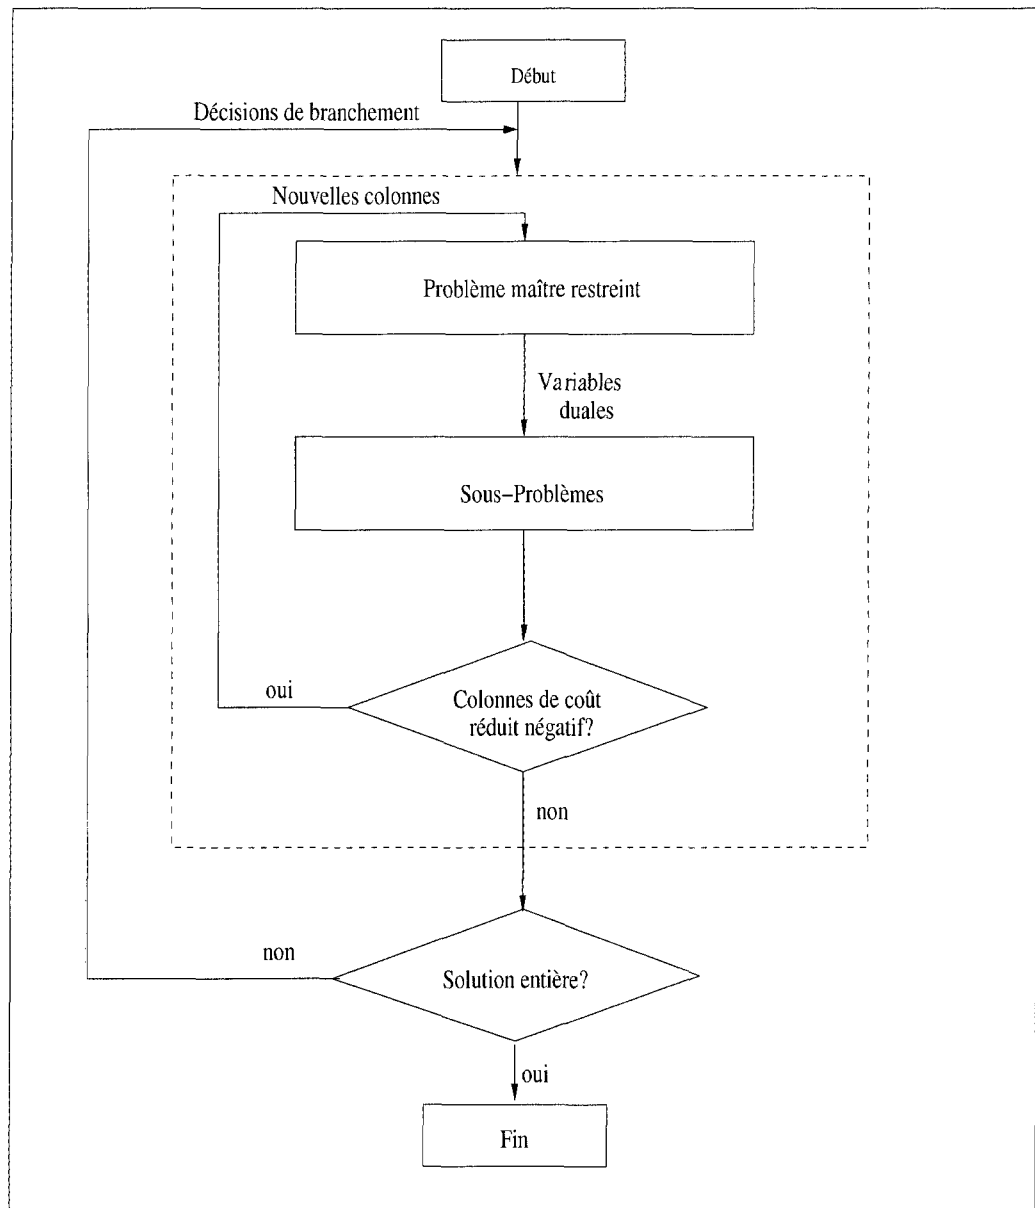 Début
Décisions de branchement
Nouvelles colonnes
Problème maître restreint
Variables
duales
Sous-Problèmes
oui
Colonnes de coût
réduit négatif?
non
non
Solution entière?
oui
Fin